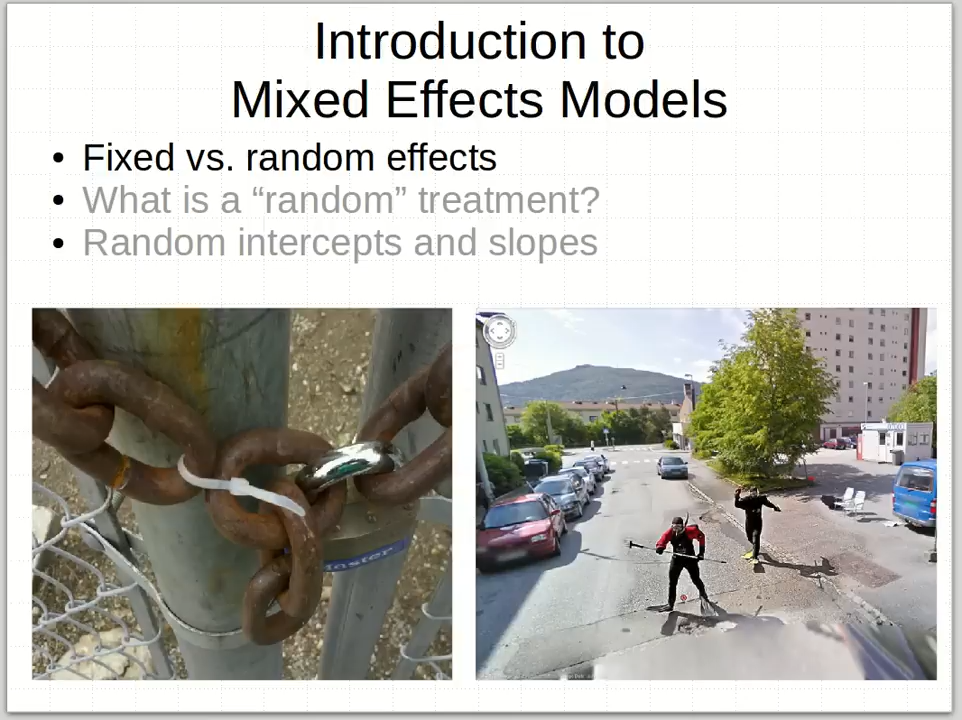 Introduction to
Mixed Effects Models
• Fixed vs. random effects
• What is a “random” treatment?
• Random intercepts and slopes